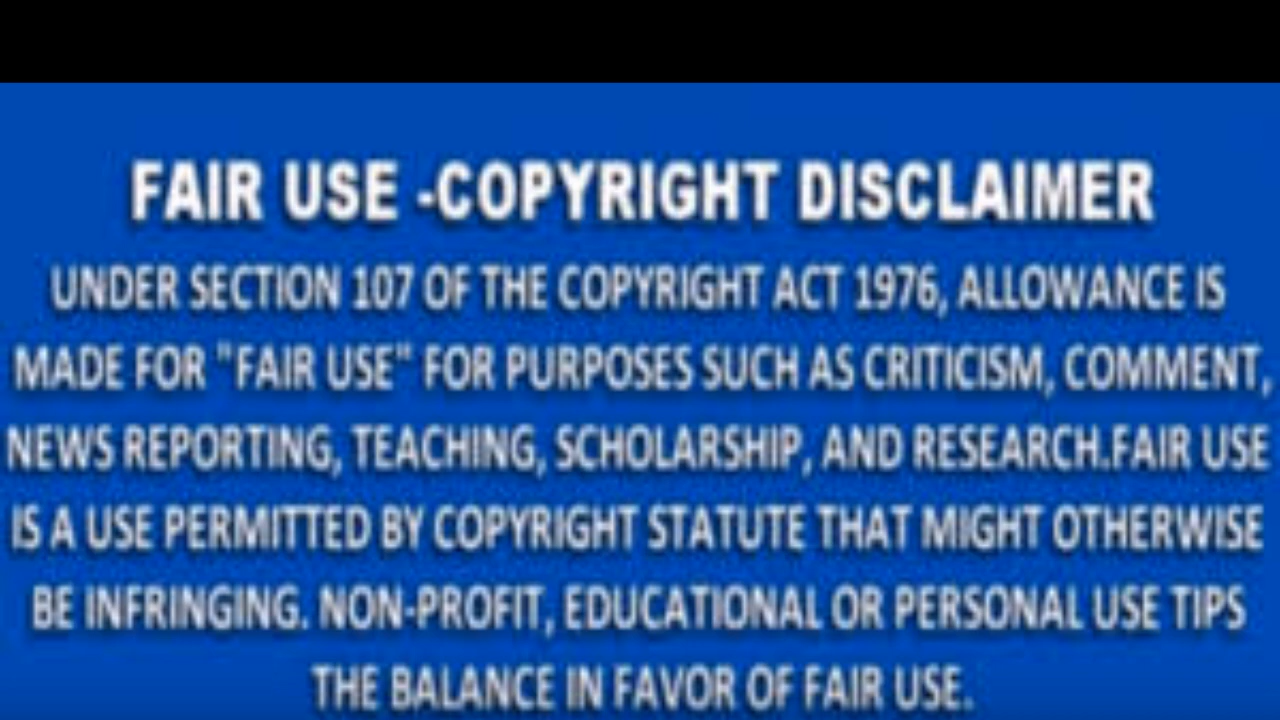 FAIR USE -COPYRIGHT DISCLAIMER
UNDER SECTION 107 OF THE COPYRIGHT ACT 1976, ALLOWANCE IS
MADE FOR "FAIR USE" FOR PURPOSES SUCH AS CRITICISM, COMMENT,
NEWS REPORTING, TEACHING, SCHOLARSHIP, AND RESEARCH.FAIR USE
IS A USE PERMITTED BY COPYRIGHT STATUTE THAT MIGHT OTHERWISE
BE INFRINGING. NON-PROFIT, EDUCATIONAL OR PERSONAL USE TIPS
THE BALANCE IN FAVOR OF FAIR USE.